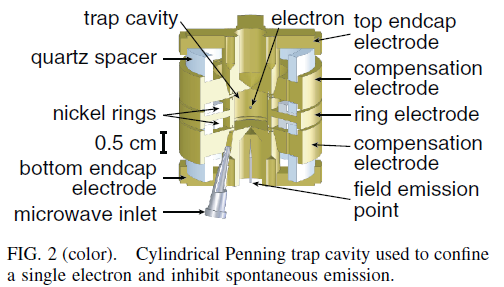 trap cavity
electron
top endcap
electrode
quartz spacer
compensation
electrode
nickel rings
ring electrode
0.5 cm
compensation
electrode
bottom endcap
electrode
field emission
point
microwave inlet
FIG. 2 (color). Cylindrical Penning trap cavity used to confine
a single electron and inhibit spontaneous emission.